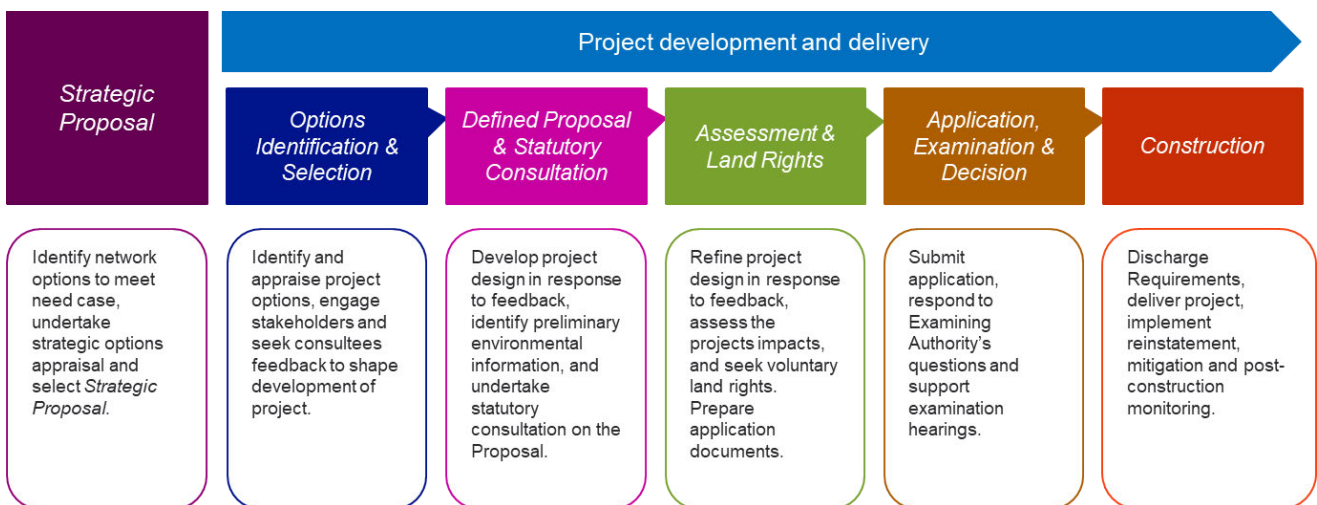 Project development and delivery
Strategic
Proposal
Options
Identification &
Selection
Defined Proposal
& Statutory
Consultation
Assessment &
Land Rights
Application,
Examination &
Decision
Construction
Identify network
options to meet
need case,
undertake
strategic options
appraisal and
select Strategic
Proposal.
Identify and
appraise project
options, engage
stakeholders and
seek consultees
feedback to shape
development of
project.
Develop project
design in response
to feedback,
identify preliminary
environmental
information, and
undertake
statutory
consultation on the
Proposal.
Refine project
design in response
to feedback,
assess the
projects impacts,
and seek voluntary
land rights.
Prepare
application
documents.
Submit
application,
respond to
Examining
Authority's
questions and
support
examination
hearings.
Discharge
Requirements,
deliver project,
implement
reinstatement,
mitigation and post-
construction
monitoring.